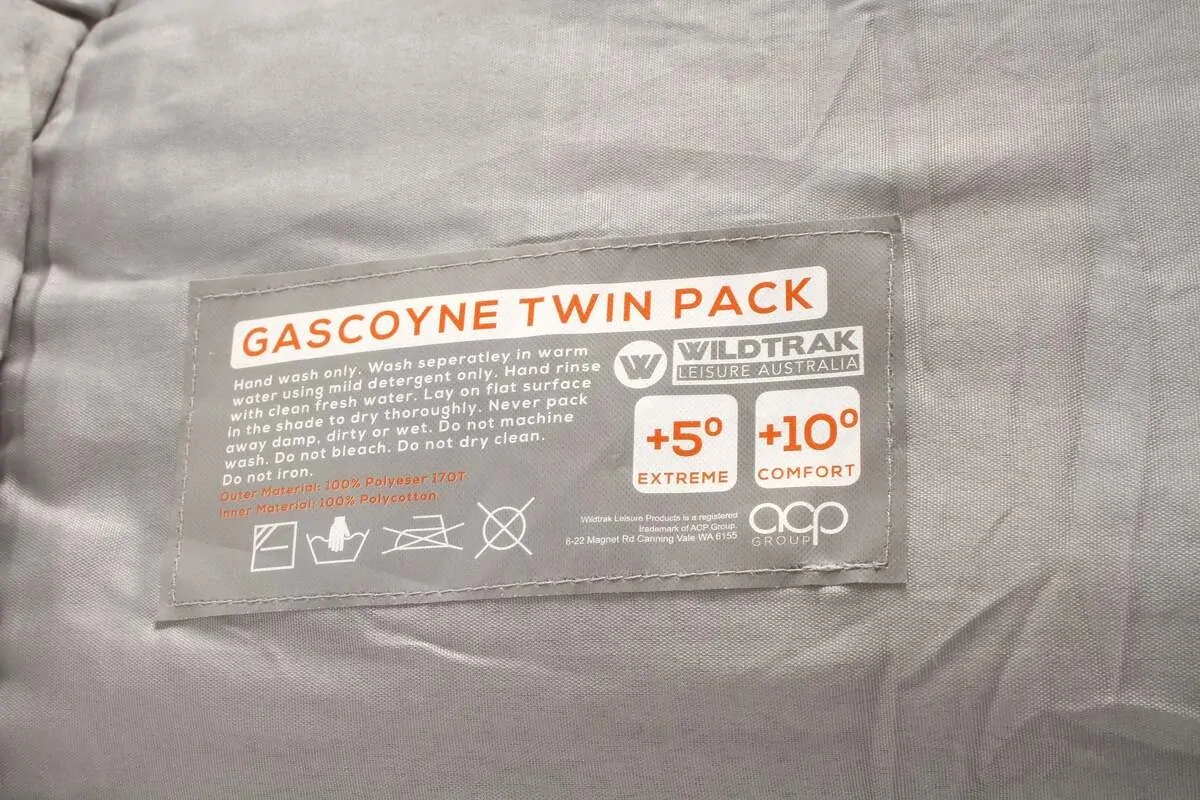 GASCOYNE TWIN PACK
Hand wash only. Wash seperatley in warm
water using mild detergent only. Hand rinse
with clean fresh water. Lay on flat surface
in the shade to dry thoroughly. Never pack
away damp, dirty or wet. Do not machine
wash. Do not bleach. Do not dry clean.
Do not iron.
Outer Material: 100% Polyeser 170T
Inner Material: 100% Polycotton
W WILDTRAK
LEISURE AUSTRALIA
+5°
EXTREME
+10°
COMFORT
Wildtrak Leisure Products is a registered
trademark of ACP Group.
6-22 Magnet Rd Canning Vale WA 6155
acp
GROUP